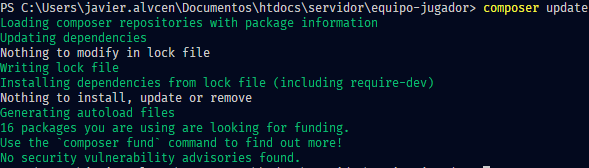 PS C:\Users\javier.alvcen\Documentos\htdocs\servidor\equipo-jugador> composer update
Loading composer repositories with package information
Updating dependencies
Nothing to modify in lock file
Writing lock file
Installing dependencies from lock file (including require-dev)
Nothing to install, update or remove
Generating autoload files
16 packages you are using are looking for funding.
Use the `composer fund` command to find out more!
No security vulnerability advisories found.